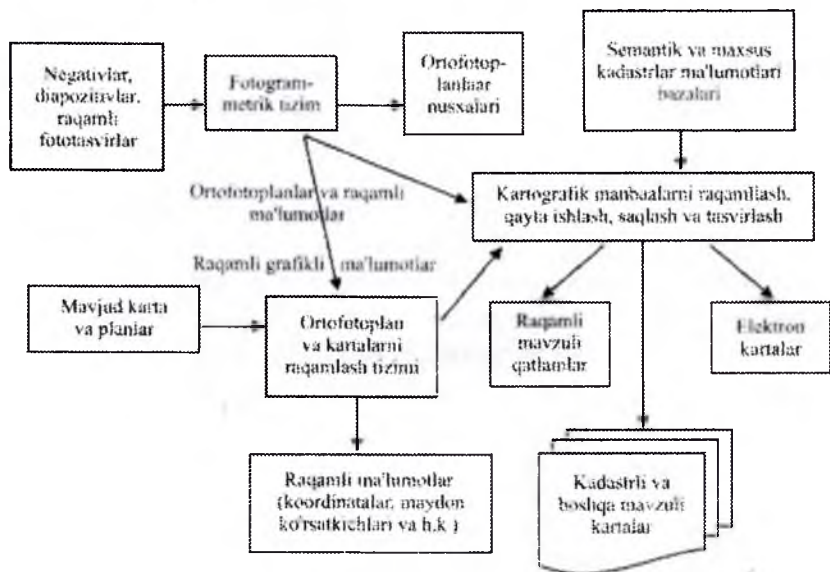 Negativlar,
diapozitivlar,
raqamli
fototasvirlar
Fotogram-
metrik tizim
Ortofotop-
lanlaar
nusxalari
Semantik va maxsus
kadastrlar ma'lumotlari
bazalari
Ortofotoplanlar va raqamli
ma'lumotlar
Kartografik manbaalarni raqamllash,
qayta ishlash, saqlash va tasvirlash
Raqamli grafikli ma'lumotlar
Mavjud karta
va planlar
Ortofotoplan
va kartalarni
raqamlash tizimi
Raqamli
mavzuli
qatlamlar
Elektron
kartalar
Raqamli ma'lumotlar
(koordinatalar, maydon
ko'rsatkichlari va h.k )
Kadastrli va
boshqa mavzuli
kartalar